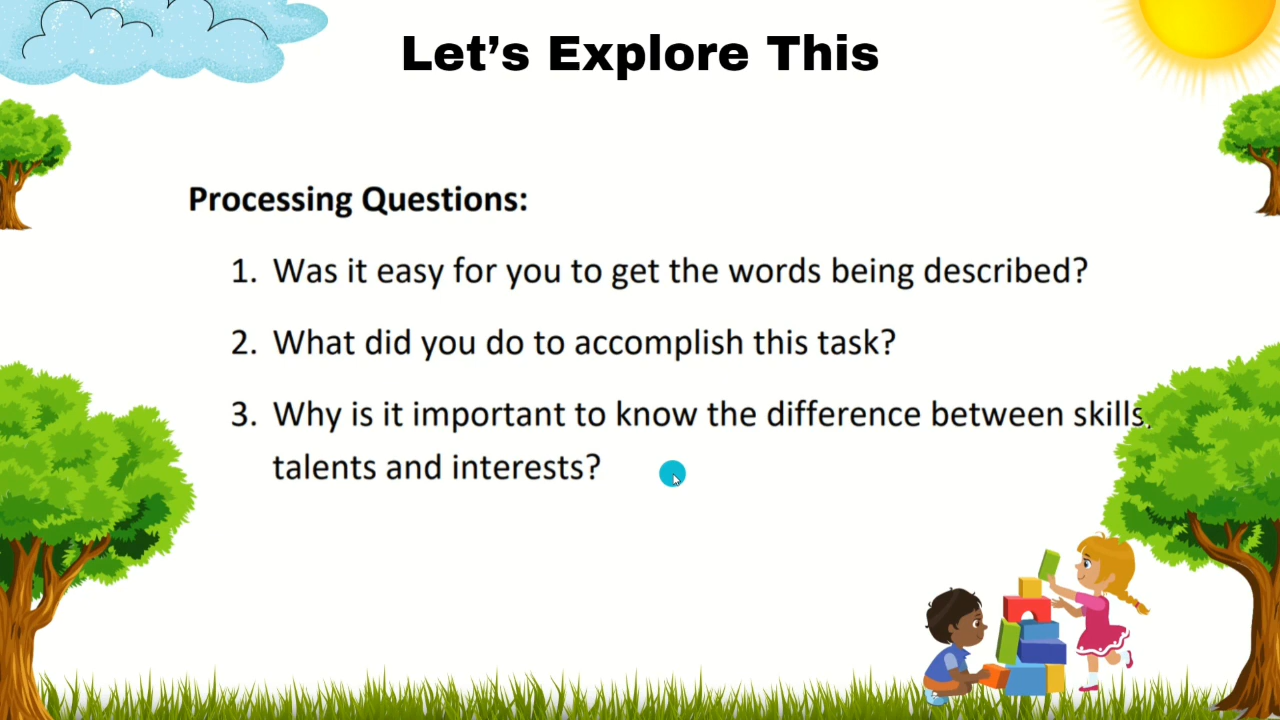 Let’s Explore This
Processing Questions:
1. Was it easy for you to get the words being described?
2. What did you do to accomplish this task?
3. Why is it important to know the difference between skills,
talents and interests?